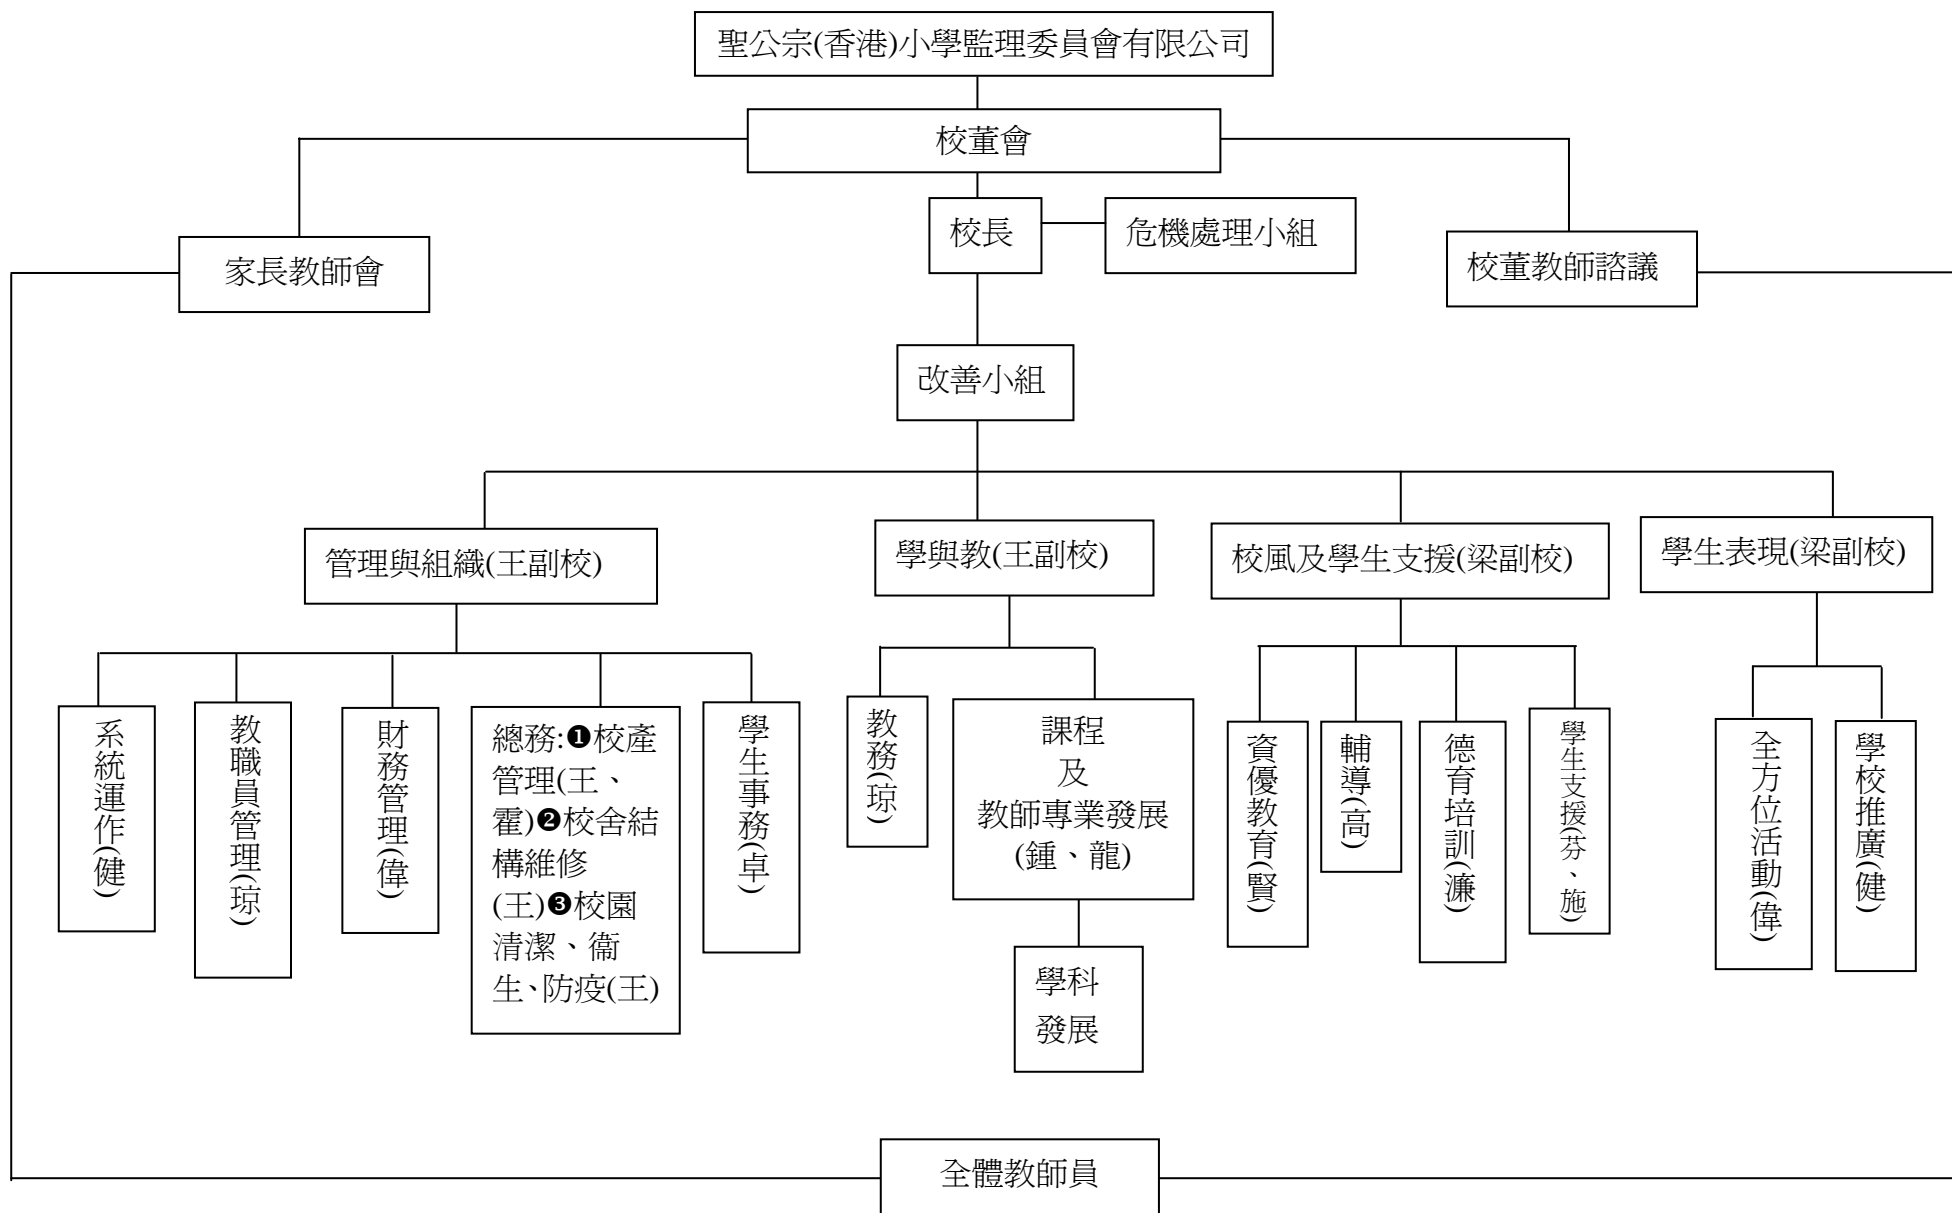 聖公宗(香港)小學監理委員會有限公司
校董會
校長
危機處理小組
家長教師會
校董教師諮議
改善小組
管理與組織(王副校)
學與教(王副校)
校風及學生支援(梁副校)
學生表現(梁副校)
系統運作(健)
教職員管理(琼)
財務管理(偉)
總務:❶校產
管理(王、
霍)❷校舍結
構維修
(王)❸校園
清潔、衞
生、防疫(王)
學生事務(卓)
教務(琼)
課程
及
教師專業發展
(鍾、龍)
學科
發展
資優教育(賢)
輔導(高)
德育培訓(濂)
學生支援(芬、施)
全方位活動(偉)
學校推廣(健)
全體教師員